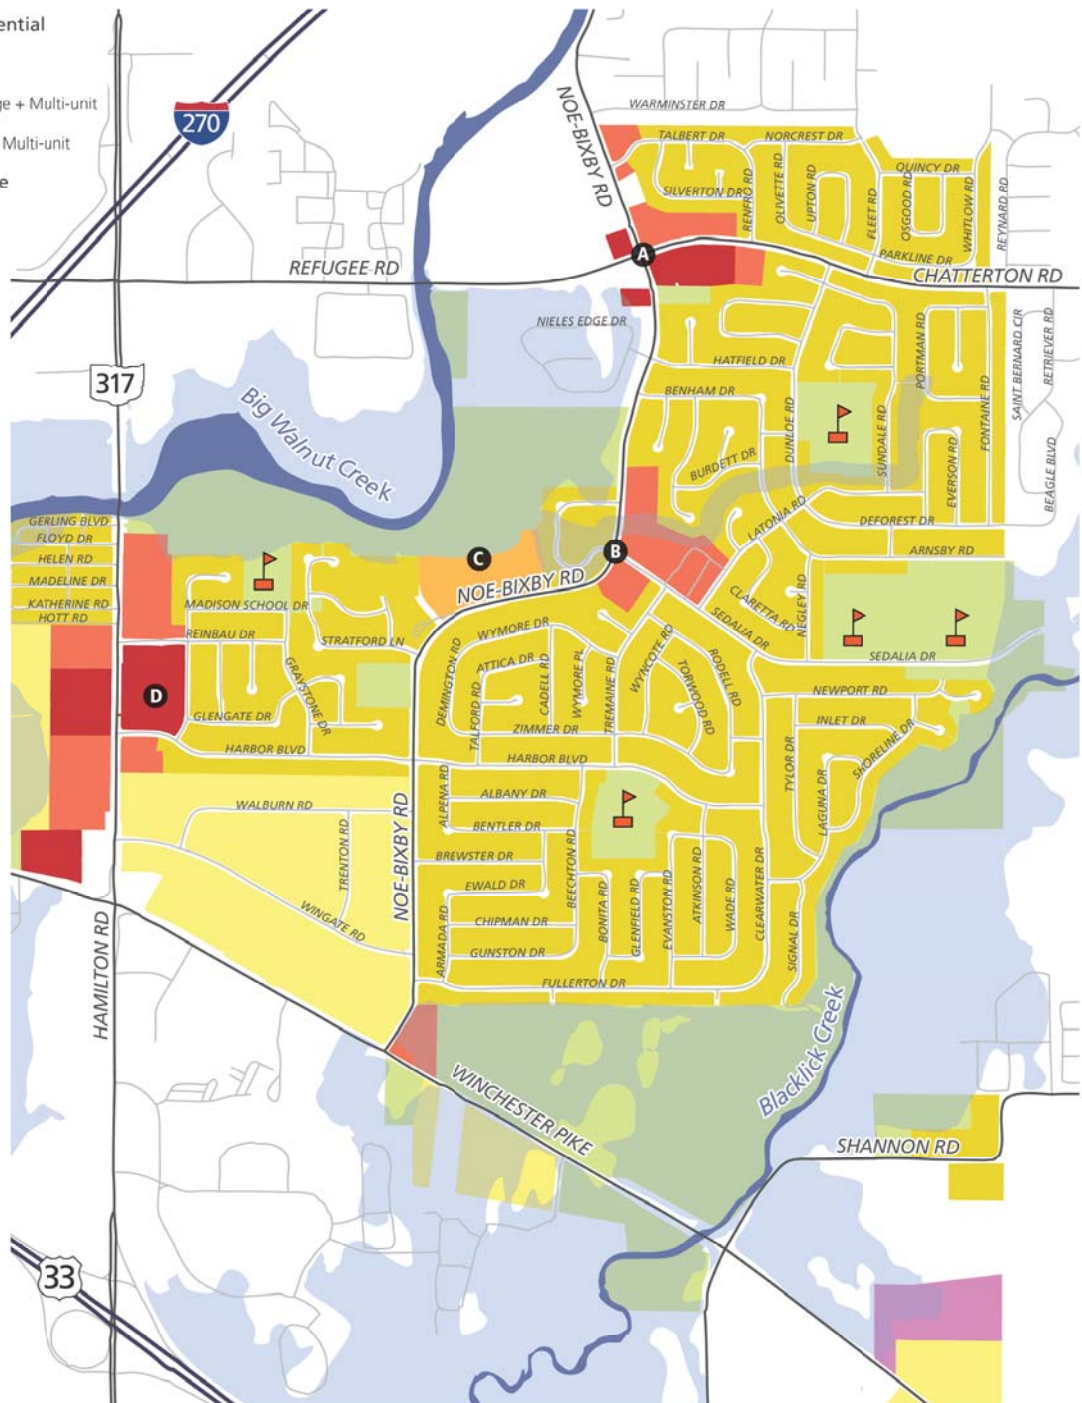 ential
ge + Multi-unit
Multi-unit
e
270
NOE-BIXBY RD
WARMINSTER DR
TALBERT DR
NORCREST DR
QUINCY DR
SILVERTON DR
RENFRO RD
OLIVETTE RD
UPTON RD
FLEET RD
OSGOOD RD
WHITLOW RD
REYNARD RD
PARKLINE DR
A
REFUGEE RD
CHATTERTON RD
NIELES EDGE DR
HATFIELD DR
PORTMAN RD
SAINT BERNARD CIR
RETRIEVER RD
317
Big Walnut Creek
BENHAM DR
DUNLOE RD
SUNDALE RD
FONTAINE RD
BURDETT DR
EVERSON RD
BEAGLE BLVD
LATONIA RD
DEFOREST DR
ARNSBY RD
GERLING BLVD
FLOYD DR
HELEN RD
MADELINE DR
KATHERINE RD
HOTT RD
C
B
NOE-BIXBY RD
MADISON SCHOOL DR
CLARETTA RD
NEGLEY RD
SEDALIA DR
SEDALIA DR
REINBAU DR
STRATFORD LN
WYMORE DR
DEMINGTON RD
ATTICA DR
TALFORD RD
CADELL RD
WYMORE PL
TREMAINE RD
WYNCOTE RD
TORWOOD RD
RODELL RD
D
GRAYSTONE DR
GLENGATE DR
NEWPORT RD
INLET DR
SHORELINE DR
ZIMMER DR
HARBOR BLVD
HARBOR BLVD
TYLOR DR
LAGUNA DR
ALPENA RD
ALBANY DR
WALBURN RD
BENTLER DR
TRENTON RD
NOE-BIXBY RD
BREWSTER DR
BEECHTON RD
EWALD DR
BONITA RD
GLENFIELD RD
EVANSTON RD
ATKINSON RD
WADE RD
CLEARWATER DR
WINGATE RD
ARMADA RD
CHIPMAN DR
GUNSTON DR
SIGNAL DR
HAMILTON RD
FULLERTON DR
Blacklick Creek
WINCHESTER PIKE
SHANNON RD
33